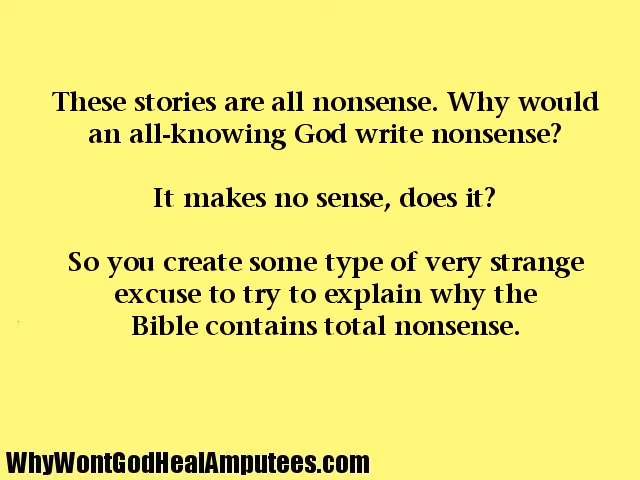 These stories are all nonsense. Why would
an all-knowing God write nonsense?
It makes no sense, does it?
So you create some type of very strange
excuse to try to explain why the
Bible contains total nonsense.
WhyWontGodHealAmputees.com